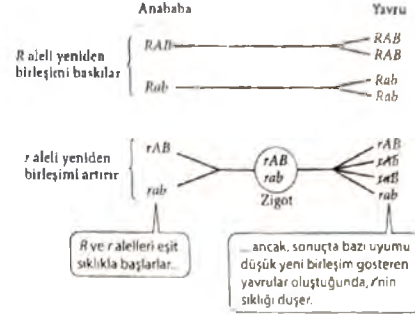 Anababa
Yavru
R aleli yeniden
birleşimi baskılar
RAB
RAB
RAB
Rab
Rab
Rab
r aleli yeniden
birleşimi artırır
rAB
rab
rAB
rab
Zigot
rAB
rAb
raB
rab
R ve r alelleri eşit
sıklıkla başlarlar...
...ancak, sonuçta bazı uyumu
düşük yeni birleşim gösteren
yavrular oluştuğunda, r'nin
sıklığı düşer.